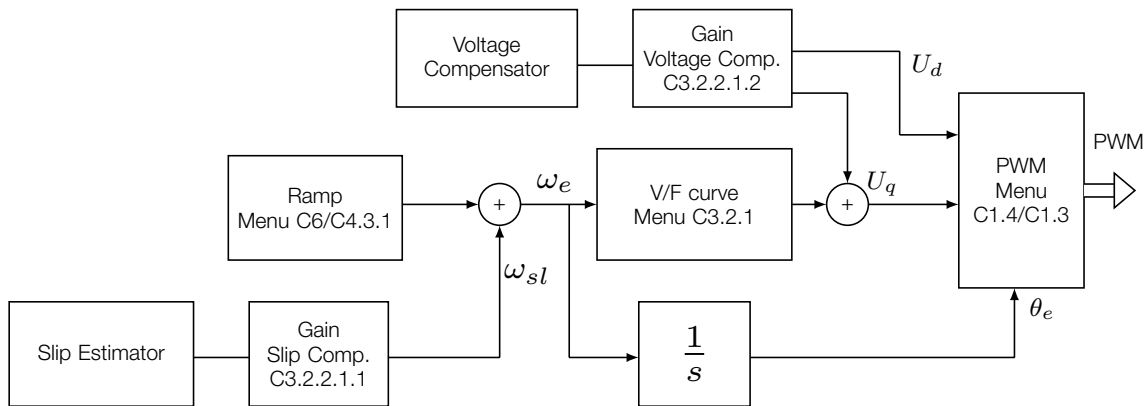 Voltage
Compensator
Gain
Voltage Comp.
C3.2.2.1.2
U_d
PWM
Ramp
Menu C6/C4.3.1
+
ω_e
V/F curve
Menu C3.2.1
+
U_q
PWM
Menu
C1.4/C1.3
ω_{sl}
θ_e
Slip Estimator
Gain
Slip Comp.
C3.2.2.1.1
1
s